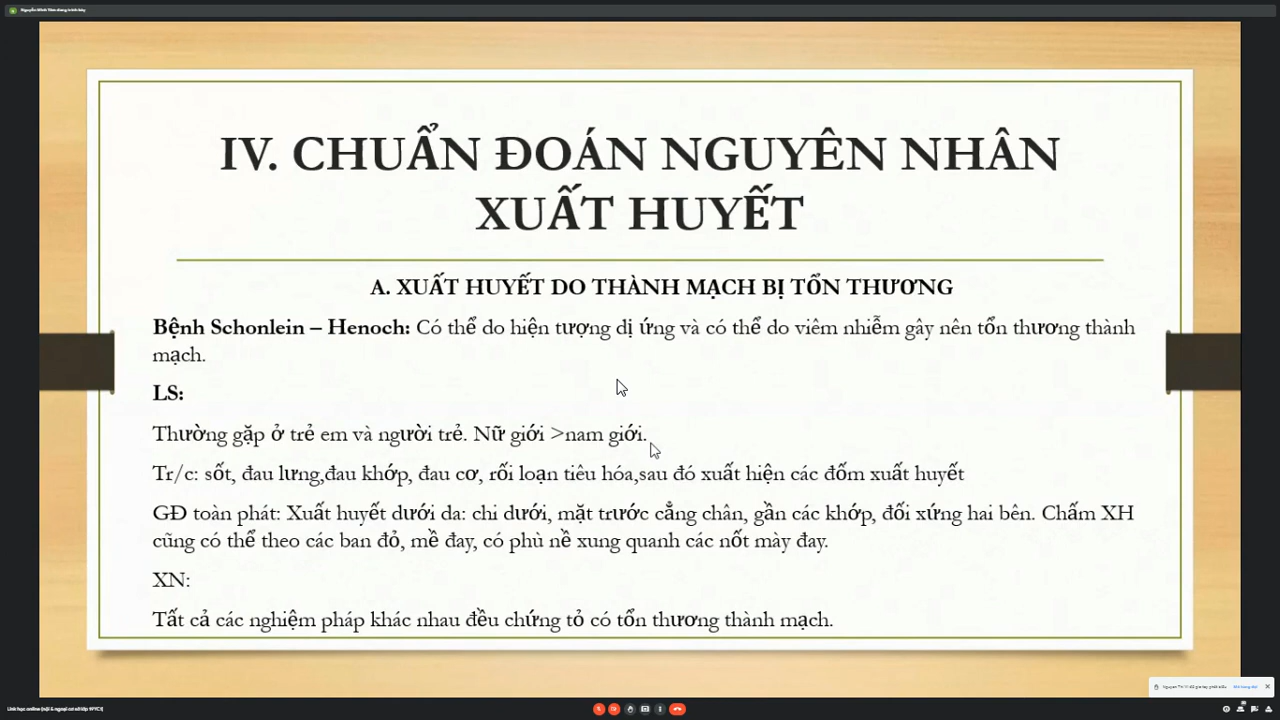 Nguyễn Minh Tâm đang trình bày
IV. CHUẨN ĐOÁN NGUYÊN NHÂN
XUẤT HUYẾT
A. XUẤT HUYẾT DO THÀNH MẠCH BỊ TỔN THƯƠNG
Bệnh Schonlein – Henoch: Có thể do hiện tượng dị ứng và có thể do viêm nhiễm gây nên tổn thương thành
mạch.
LS:
Thường gặp ở trẻ em và người trẻ. Nữ giới >nam giới.
Tr/c: sốt, đau lưng,đau khớp, đau cơ, rối loạn tiêu hóa,sau đó xuất hiện các đốm xuất huyết
GĐ toàn phát: Xuất huyết dưới da: chi dưới, mặt trước cẳng chân, gần các khớp, đối xứng hai bên. Chấm XH
cũng có thể theo các ban đỏ, mề đay, có phù nề xung quanh các nốt mày đay.
XN:
Tất cả các nghiệm pháp khác nhau đều chứng tỏ có tổn thương thành mạch.